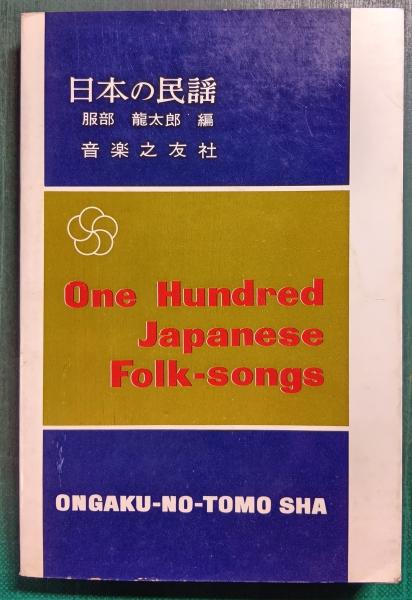 日本の民謡
服部 龍太郎 編
音楽之友社
One Hundred
Japanese
Folk-songs
ONGAKU-NO-TOMO SHA